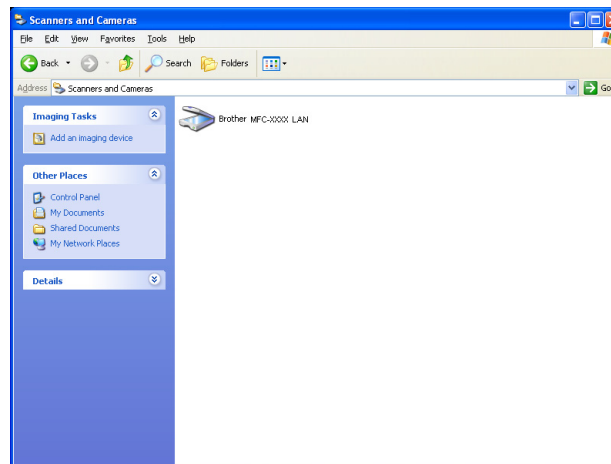 Scanners and Cameras
File Edit View Favorites Tools Help
Back Search Folders
Address Scanners and Cameras Go
Imaging Tasks
Add an imaging device
Other Places
Control Panel
My Documents
Shared Documents
My Network Places
Details
Brother MFC-XXXX LAN